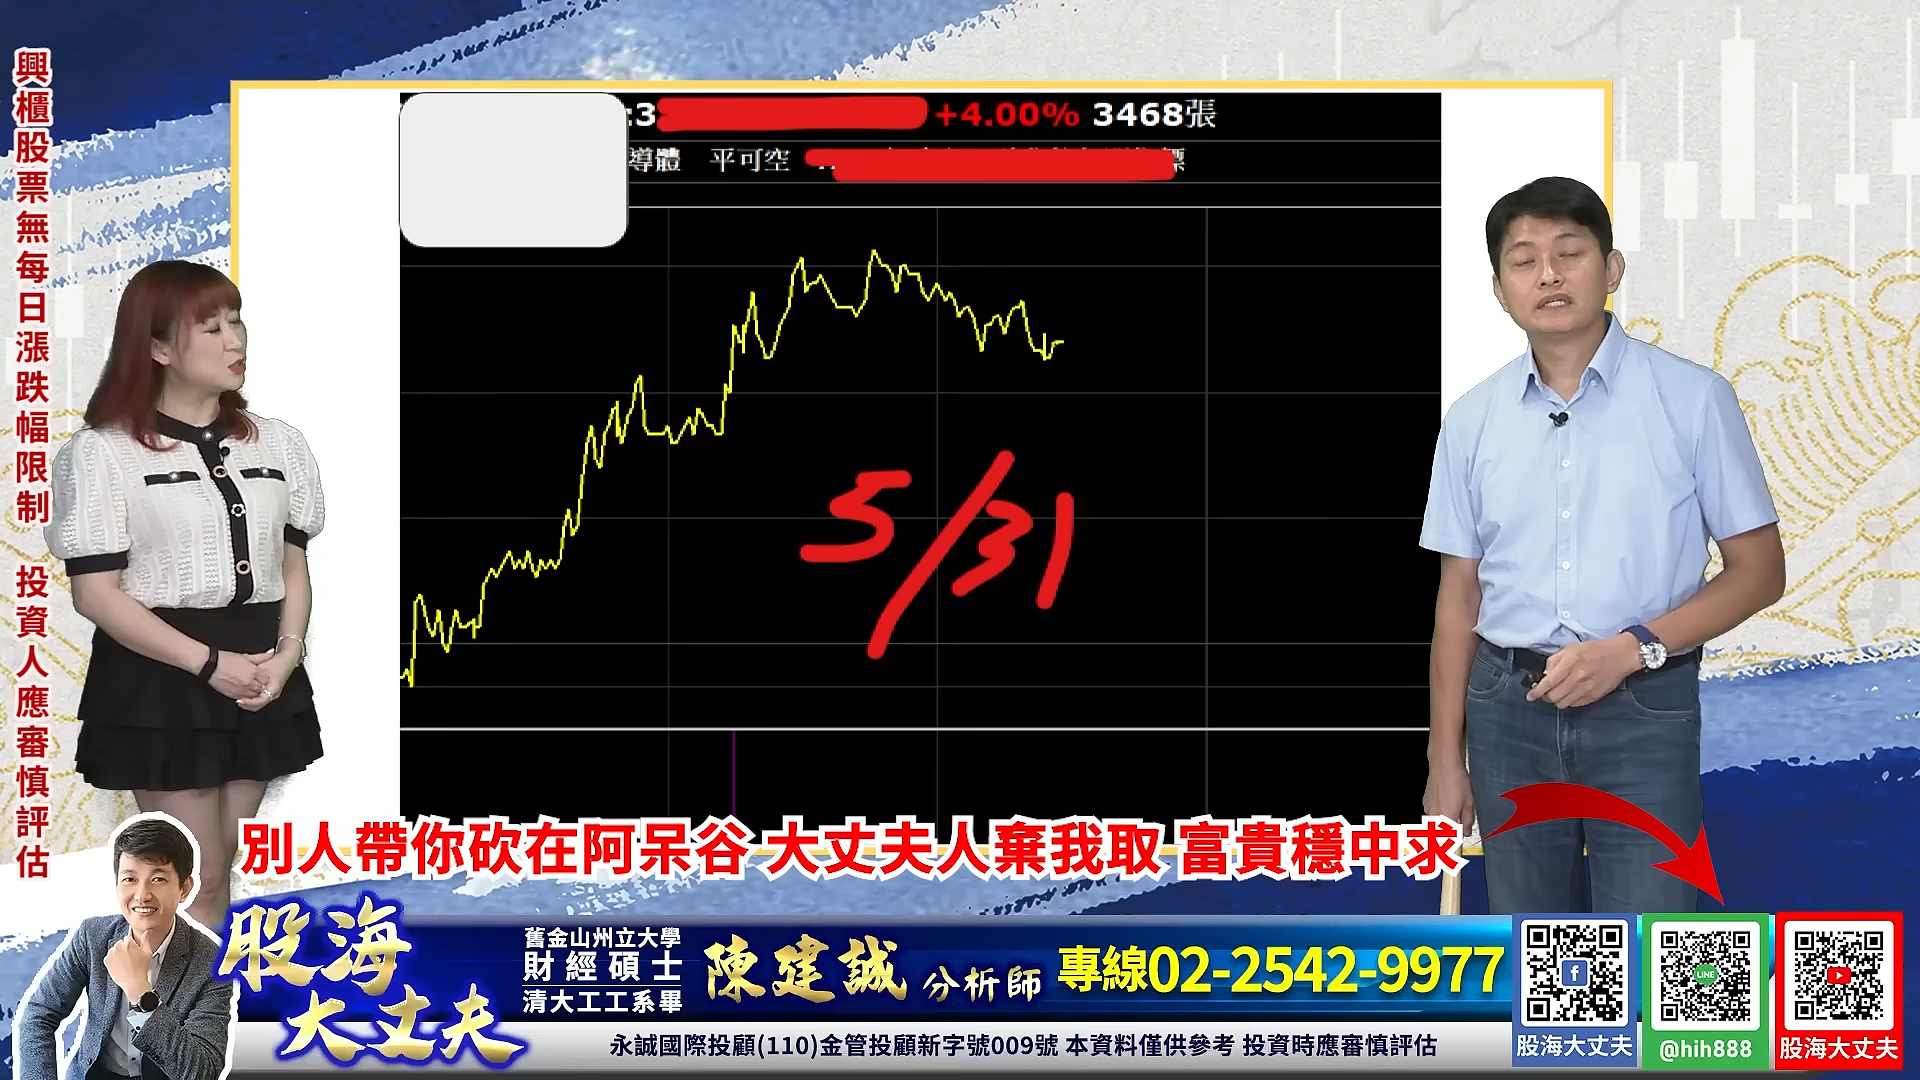 興櫃股票無每日漲跌幅限制 投資人應審慎評估
:3 +4.00% 3468張
導體 平可空
5/31
別人帶你砍在阿呆谷 大丈夫人棄我取 富貴穩中求
股海
大丈夫
舊金山州立大學
財經碩士
清大工工系畢
陳建誠 分析師
專線02-2542-9977
永誠國際投顧(110)金管投顧新字號009號 本資料僅供參考 投資時應審慎評估
f
股海大丈夫
LINE
@hih888
股海大丈夫